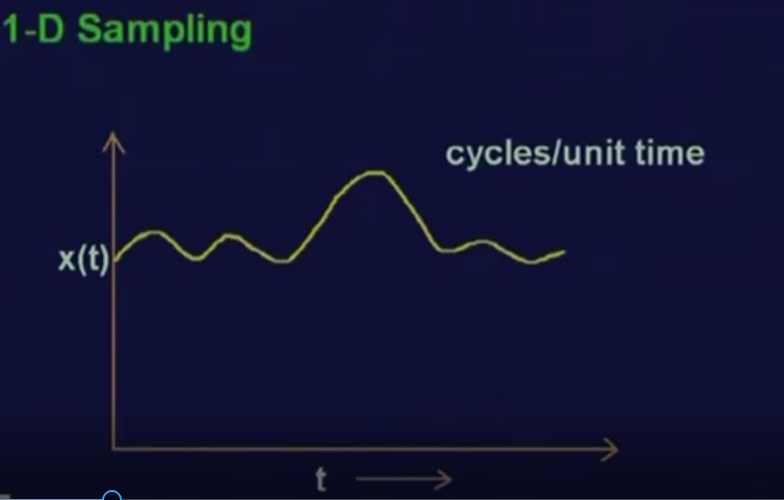 1-D Sampling
cycles/unit time
x(t)
t